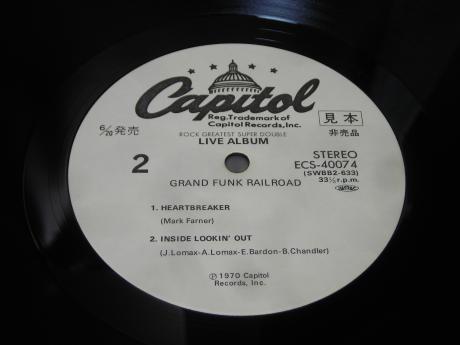 Capitol
Reg. Trademark of
Capitol Records, Inc.
6/20発売
見本
非売品
ROCK GREATEST SUPER DOUBLE
LIVE ALBUM
2
STEREO
ECS-40074
(SWBB2-633)
33⅓ r.p.m.
GRAND FUNK RAILROAD
1. HEARTBREAKER
(Mark Farner)
2. INSIDE LOOKIN' OUT
(J.Lomax-A.Lomax-E.Bardon-B.Chandler)
Ⓟ 1970 Capitol
Records, Inc.